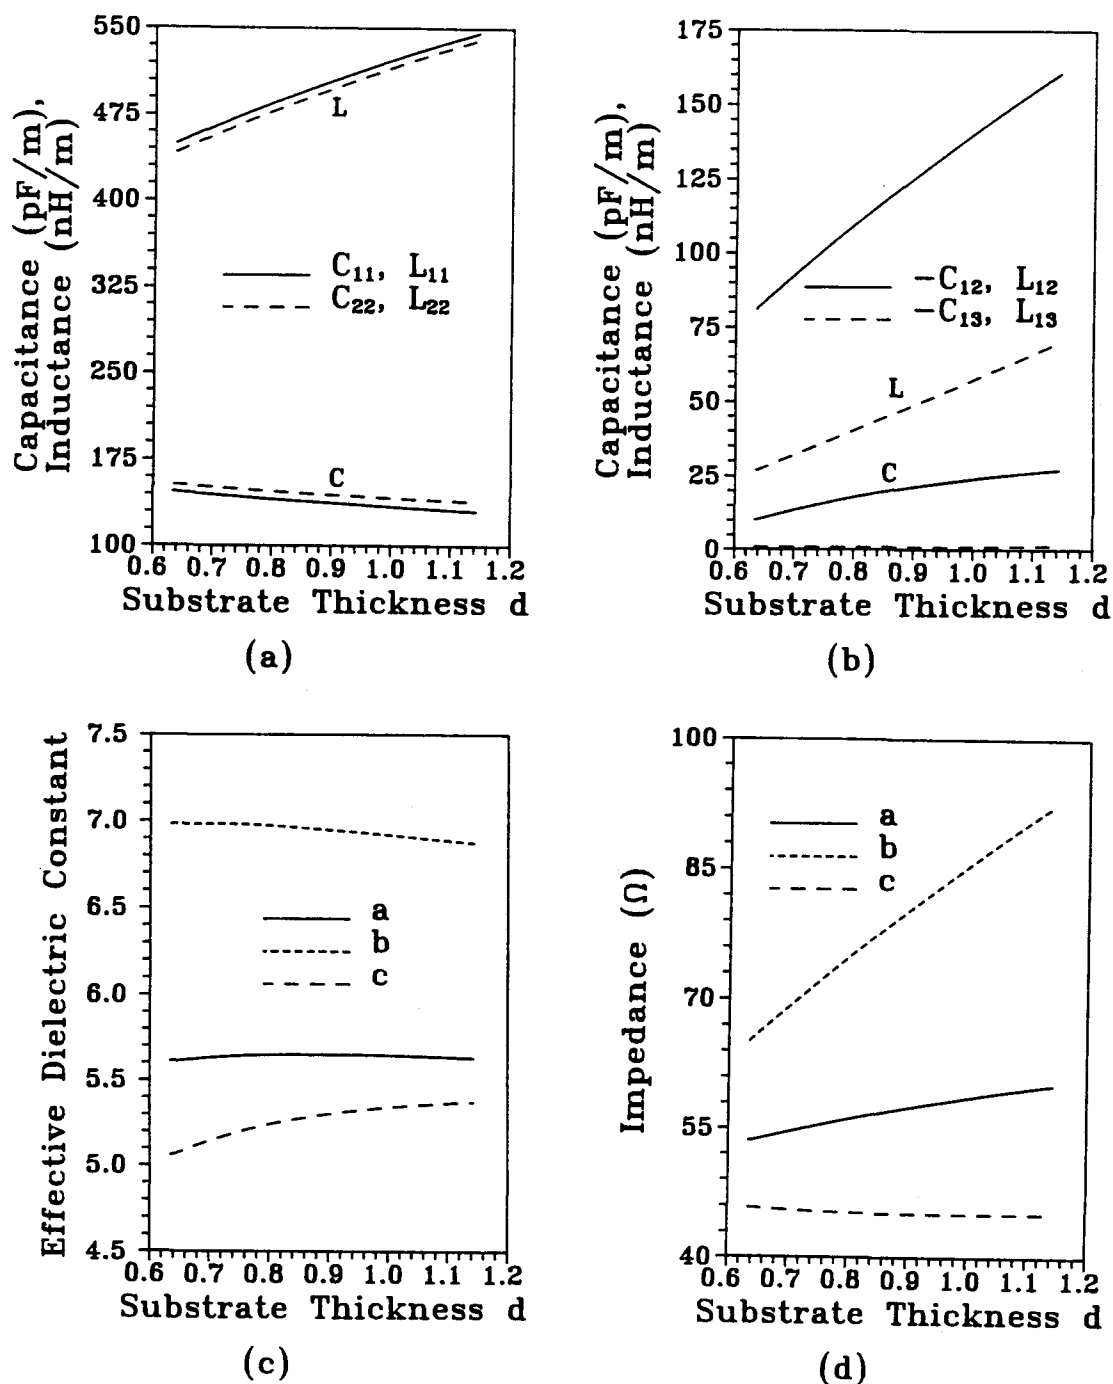 550
475
400
325
250
175
100
0.6 0.7 0.8 0.9 1.0 1.1 1.2
Capacitance (pF/m),
Inductance (nH/m)
L
C₁₁, L₁₁
C₂₂, L₂₂
C
Substrate Thickness d
(a)
175
150
125
100
75
50
25
0
0.6 0.7 0.8 0.9 1.0 1.1 1.2
Capacitance (pF/m),
Inductance (nH/m)
−C₁₂, L₁₂
−C₁₃, L₁₃
L
C
Substrate Thickness d
(b)
7.5
7.0
6.5
6.0
5.5
5.0
4.5
0.6 0.7 0.8 0.9 1.0 1.1 1.2
Effective Dielectric Constant
a
b
c
Substrate Thickness d
(c)
100
85
70
55
40
0.6 0.7 0.8 0.9 1.0 1.1 1.2
Impedance (Ω)
a
b
c
Substrate Thickness d
(d)